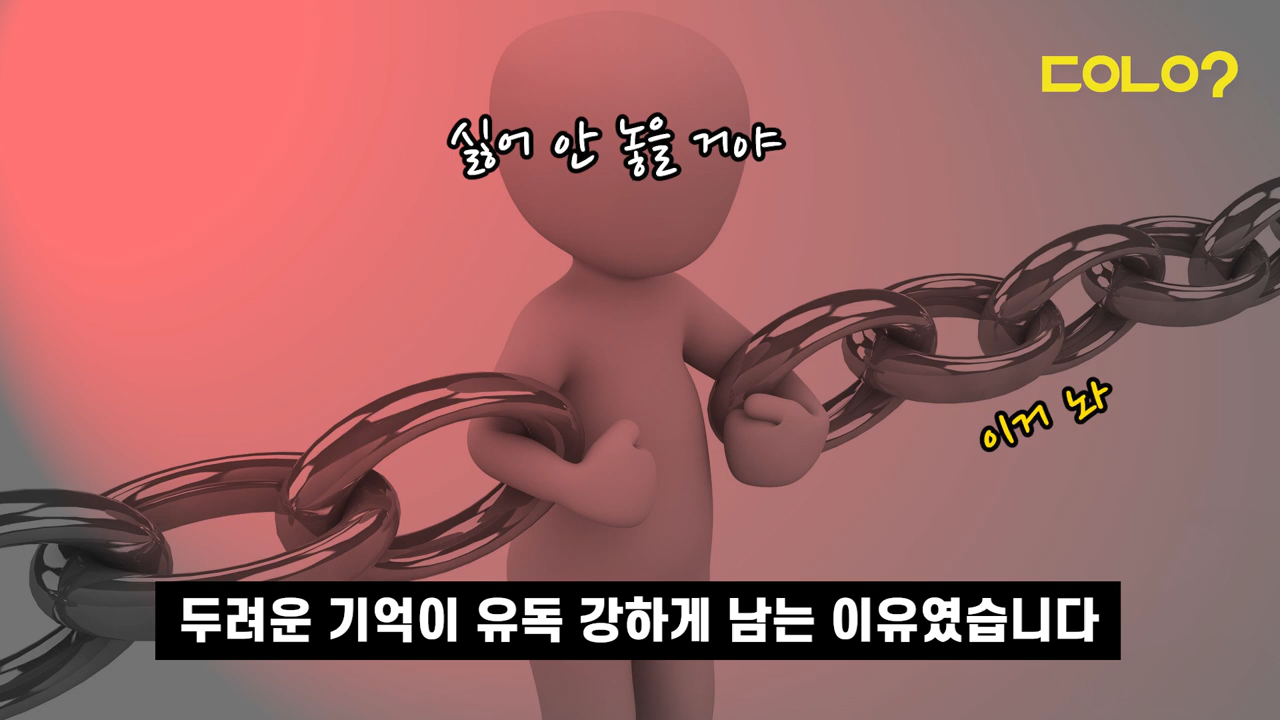 ㄷㅇㄴㅇ?
싫어 안 놓을 거야
이거 놔
두려운 기억이 유독 강하게 남는 이유였습니다